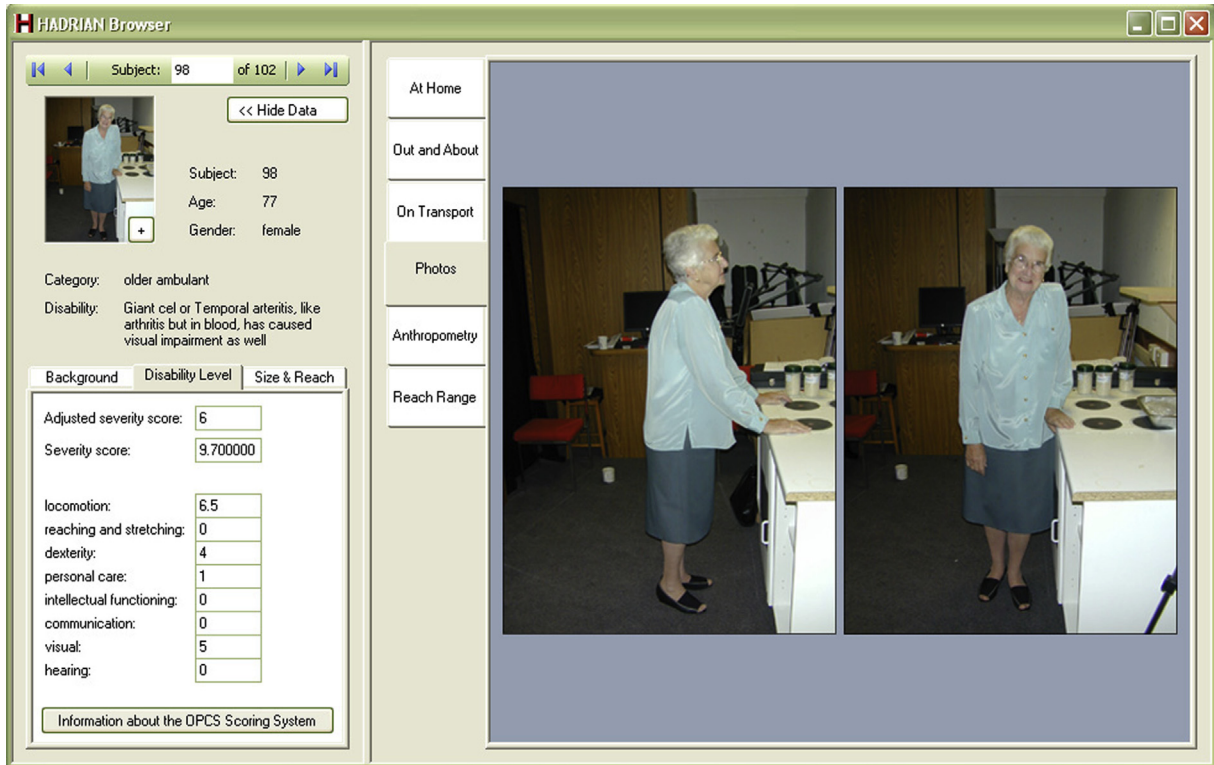 HADRIAN Browser
Subject: 98 of 102
<< Hide Data
Subject: 98
Age: 77
Gender: female
+
Category: older ambulant
Disability: Giant cel or Temporal arteritis, like
arthritis but in blood, has caused
visual impairment as well
Background Disability Level Size & Reach
Adjusted severity score: 6
Severity score: 9.700000
locomotion: 6.5
reaching and stretching: 0
dexterity: 4
personal care: 1
intellectual functioning: 0
communication: 0
visual: 5
hearing: 0
Information about the OPCS Scoring System
At Home
Out and About
On Transport
Photos
Anthropometry
Reach Range